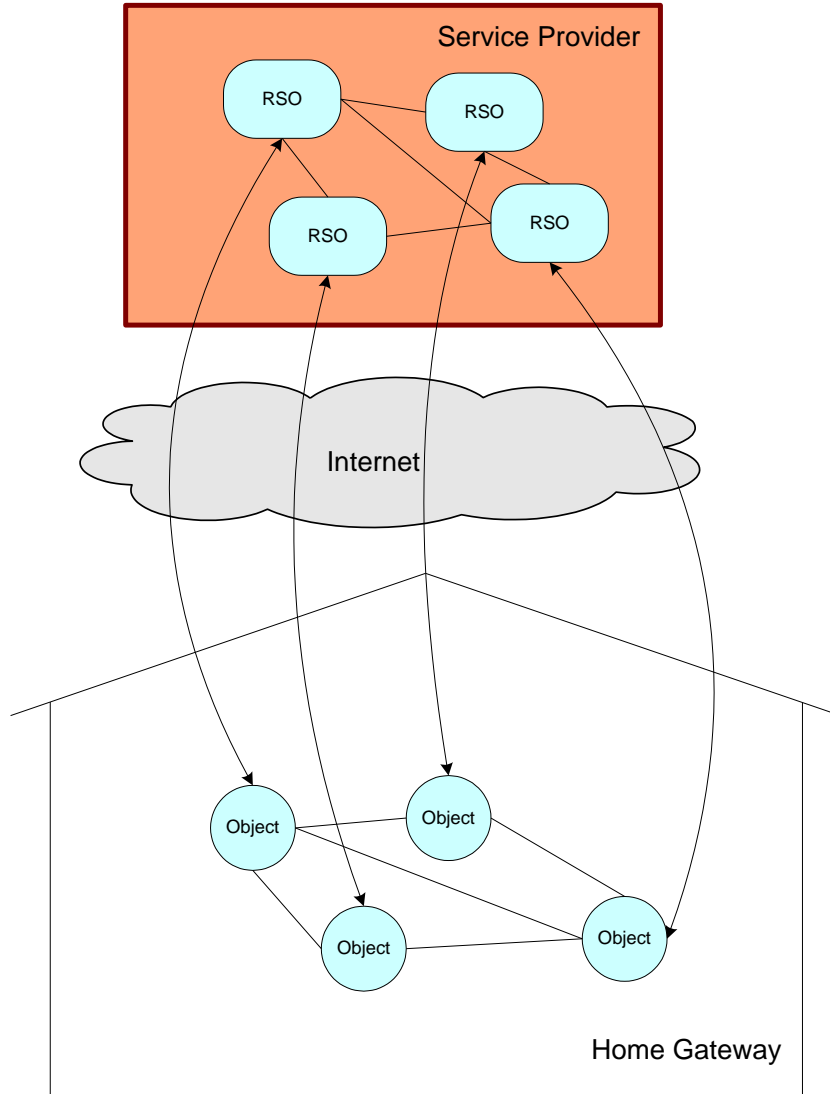 Service Provider
RSO
RSO
RSO
RSO
Internet
Object
Object
Object
Object
Home Gateway